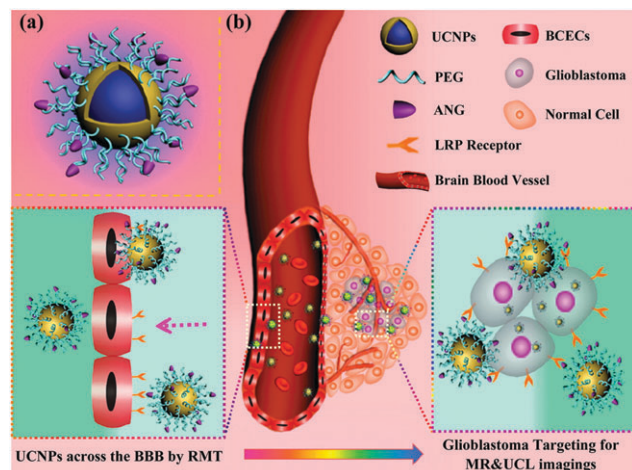 (a)
(b)
UCNPs
BCECs
PEG
Glioblastoma
ANG
Normal Cell
LRP Receptor
Brain Blood Vessel
UCNPs across the BBB by RMT
Glioblastoma Targeting for
MR&UCL imagings